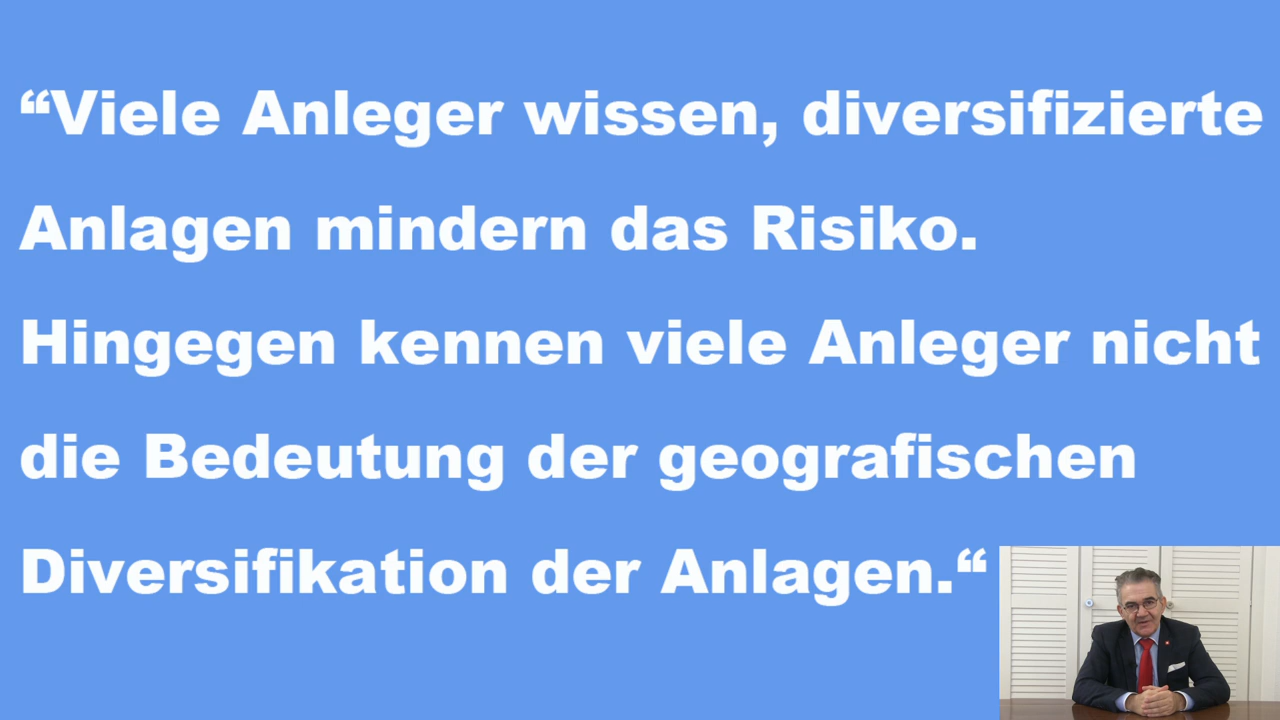 “Viele Anleger wissen, diversifizierte
Anlagen mindern das Risiko.
Hingegen kennen viele Anleger nicht
die Bedeutung der geografischen
Diversifikation der Anlagen.“